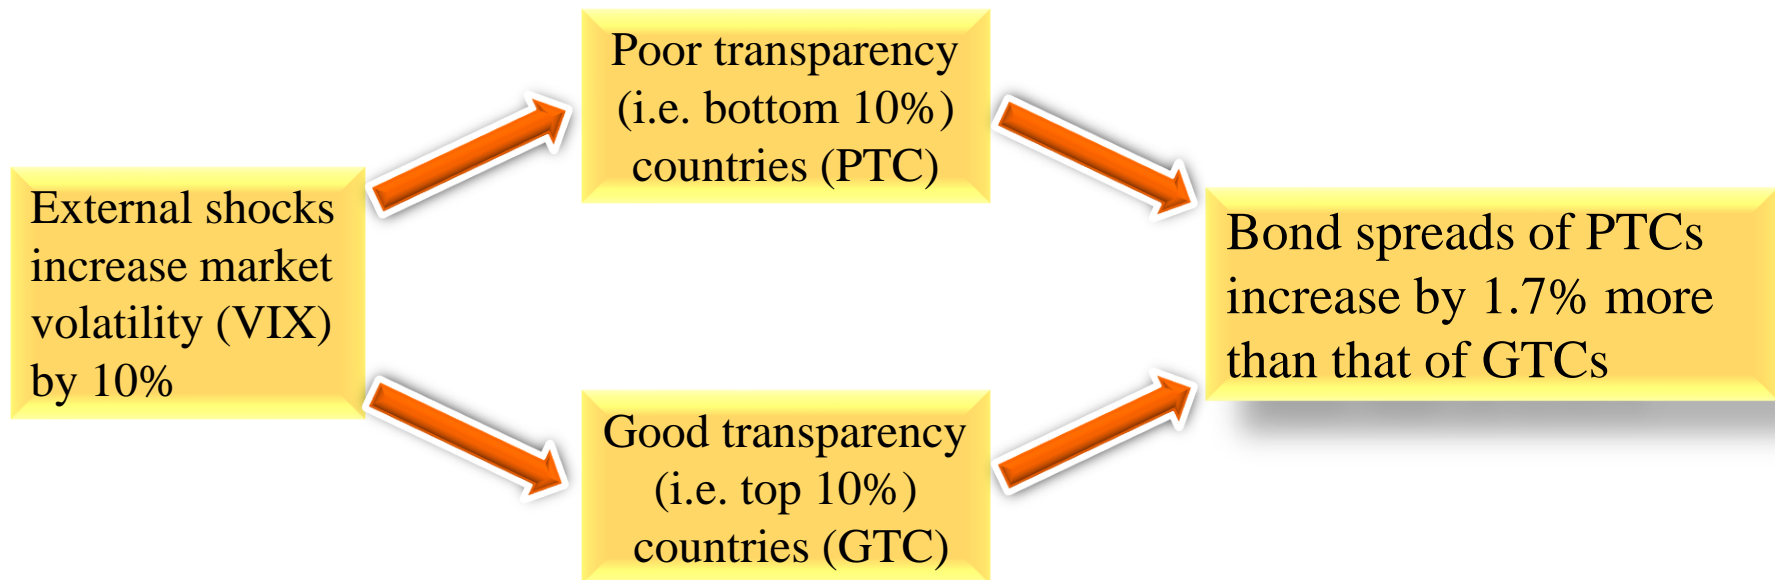 External shocks
increase market
volatility (VIX)
by 10%
Poor transparency
(i.e. bottom 10%)
countries (PTC)
Good transparency
(i.e. top 10%)
countries (GTC)
Bond spreads of PTCs
increase by 1.7% more
than that of GTCs